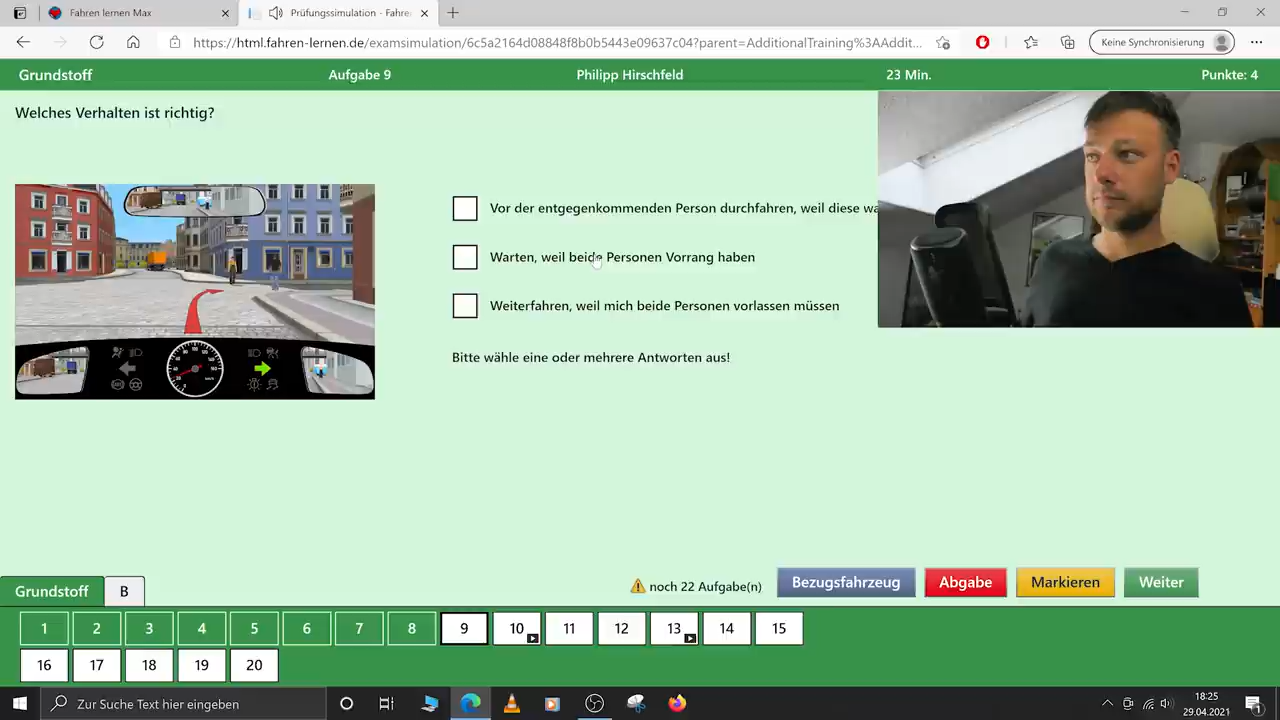 Fahren lernen Max
Prüfungssimulation - Fahre
https://html.fahren-lernen.de/examsimulation/6c5a2164d08848f8b0b5443e09637c04?parent=AdditionalTraining%3AAddit...
Keine Synchronisierung
Grundstoff
Aufgabe 9
Philipp Hirschfeld
23 Min.
Punkte: 4
Welches Verhalten ist richtig?
Vor der entgegenkommenden Person durchfahren, weil diese wa
Warten, weil beide Personen Vorrang haben
Weiterfahren, weil mich beide Personen vorlassen müssen
Bitte wähle eine oder mehrere Antworten aus!
Grundstoff
B
noch 22 Aufgabe(n)
Bezugsfahrzeug
Abgabe
Markieren
Weiter
1 2 3 4 5 6 7 8 9 10 11 12 13 14 15
16 17 18 19 20
Zur Suche Text hier eingeben
18:25
29.04.2021